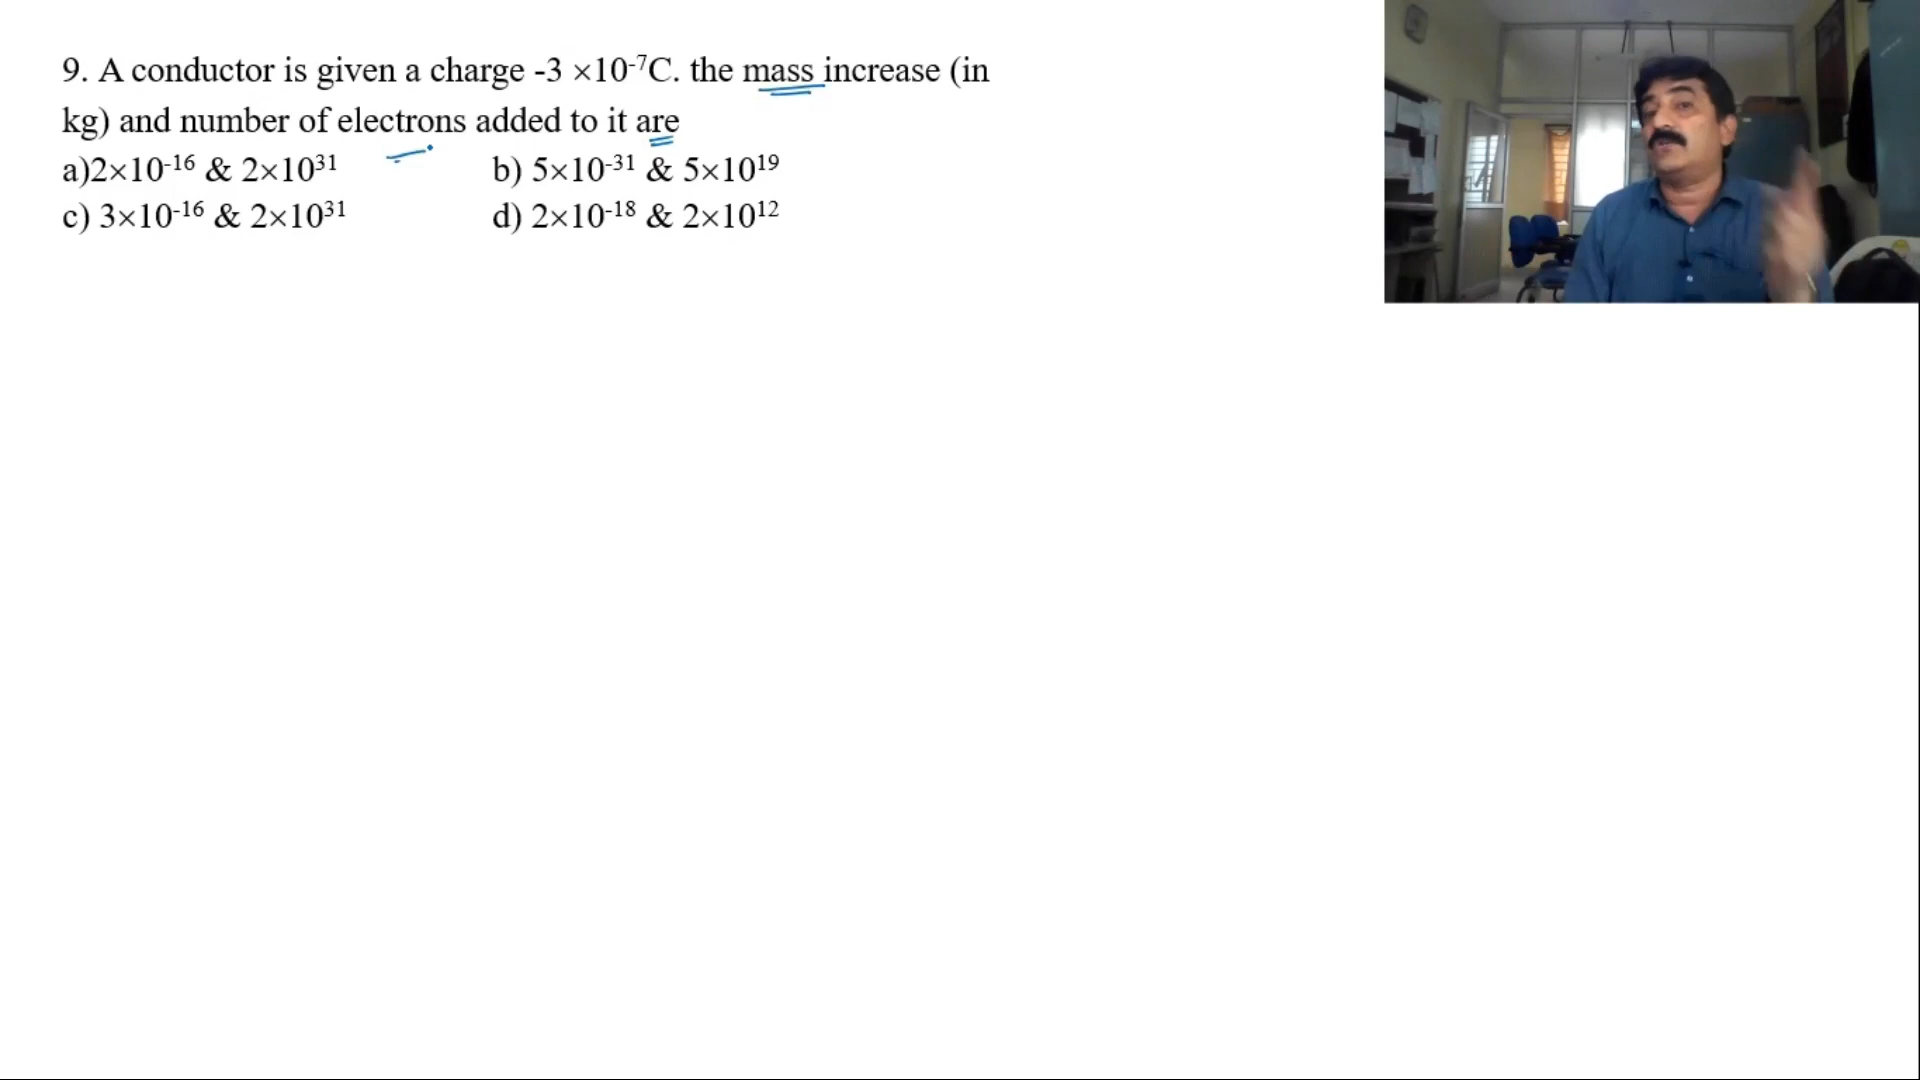 9. A conductor is given a charge -3 ×10⁻⁷C. the mass increase (in
kg) and number of electrons added to it are
a)2×10⁻¹⁶ & 2×10³¹ b) 5×10⁻³¹ & 5×10¹⁹
c) 3×10⁻¹⁶ & 2×10³¹ d) 2×10⁻¹⁸ & 2×10¹²